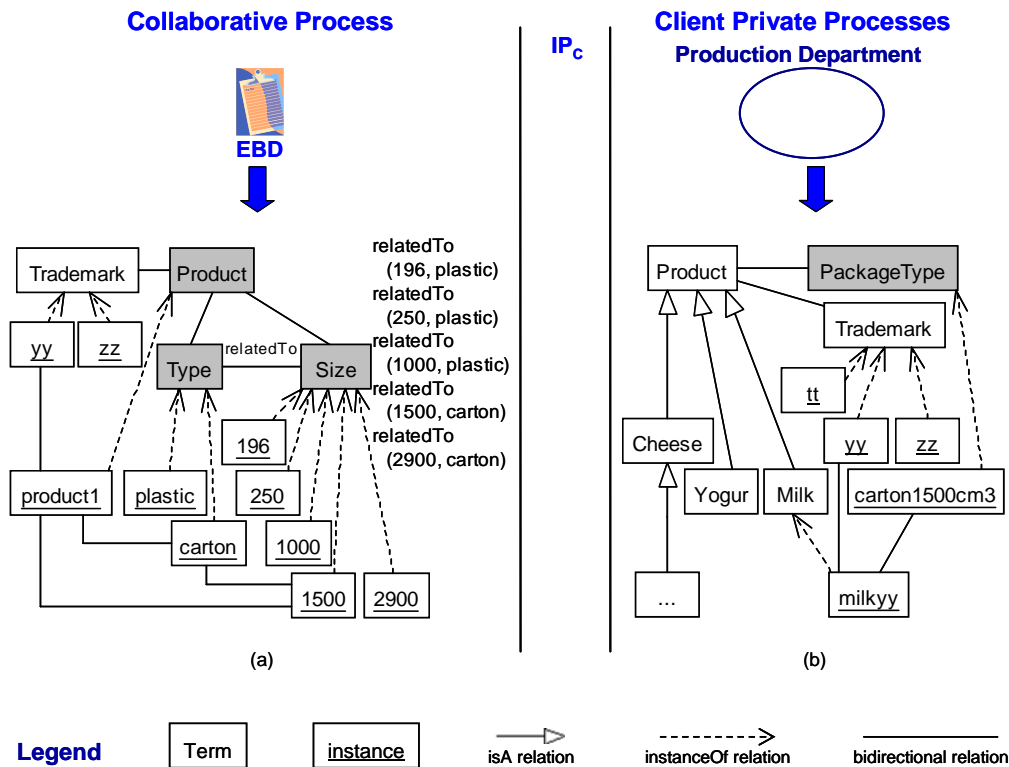 Collaborative Process
IP_C
Client Private Processes
Production Department
EBD
Trademark
Product
yy
zz
Type
relatedTo
Size
relatedTo
(196, plastic)
relatedTo
(250, plastic)
relatedTo
(1000, plastic)
relatedTo
(1500, carton)
relatedTo
(2900, carton)
196
product1
plastic
250
carton
1000
1500
2900
(a)
Product
PackageType
Trademark
tt
yy
zz
Cheese
Yogur
Milk
carton1500cm3
...
milkyy
(b)
Legend
Term
instance
isA relation
instanceOf relation
bidirectional relation